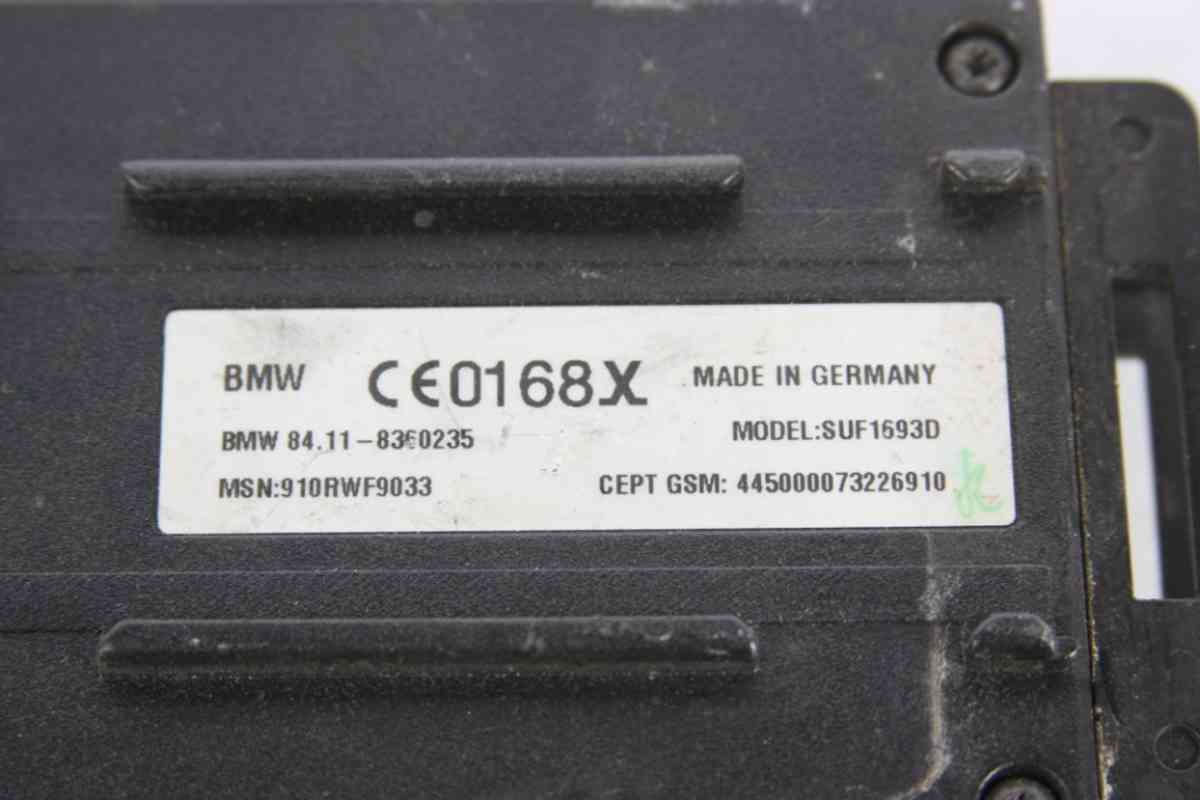 BMW CE0168X MADE IN GERMANY
BMW 84.11-8360235 MODEL:SUF1693D
MSN:910RWF9033 CEPT GSM: 445000073226910